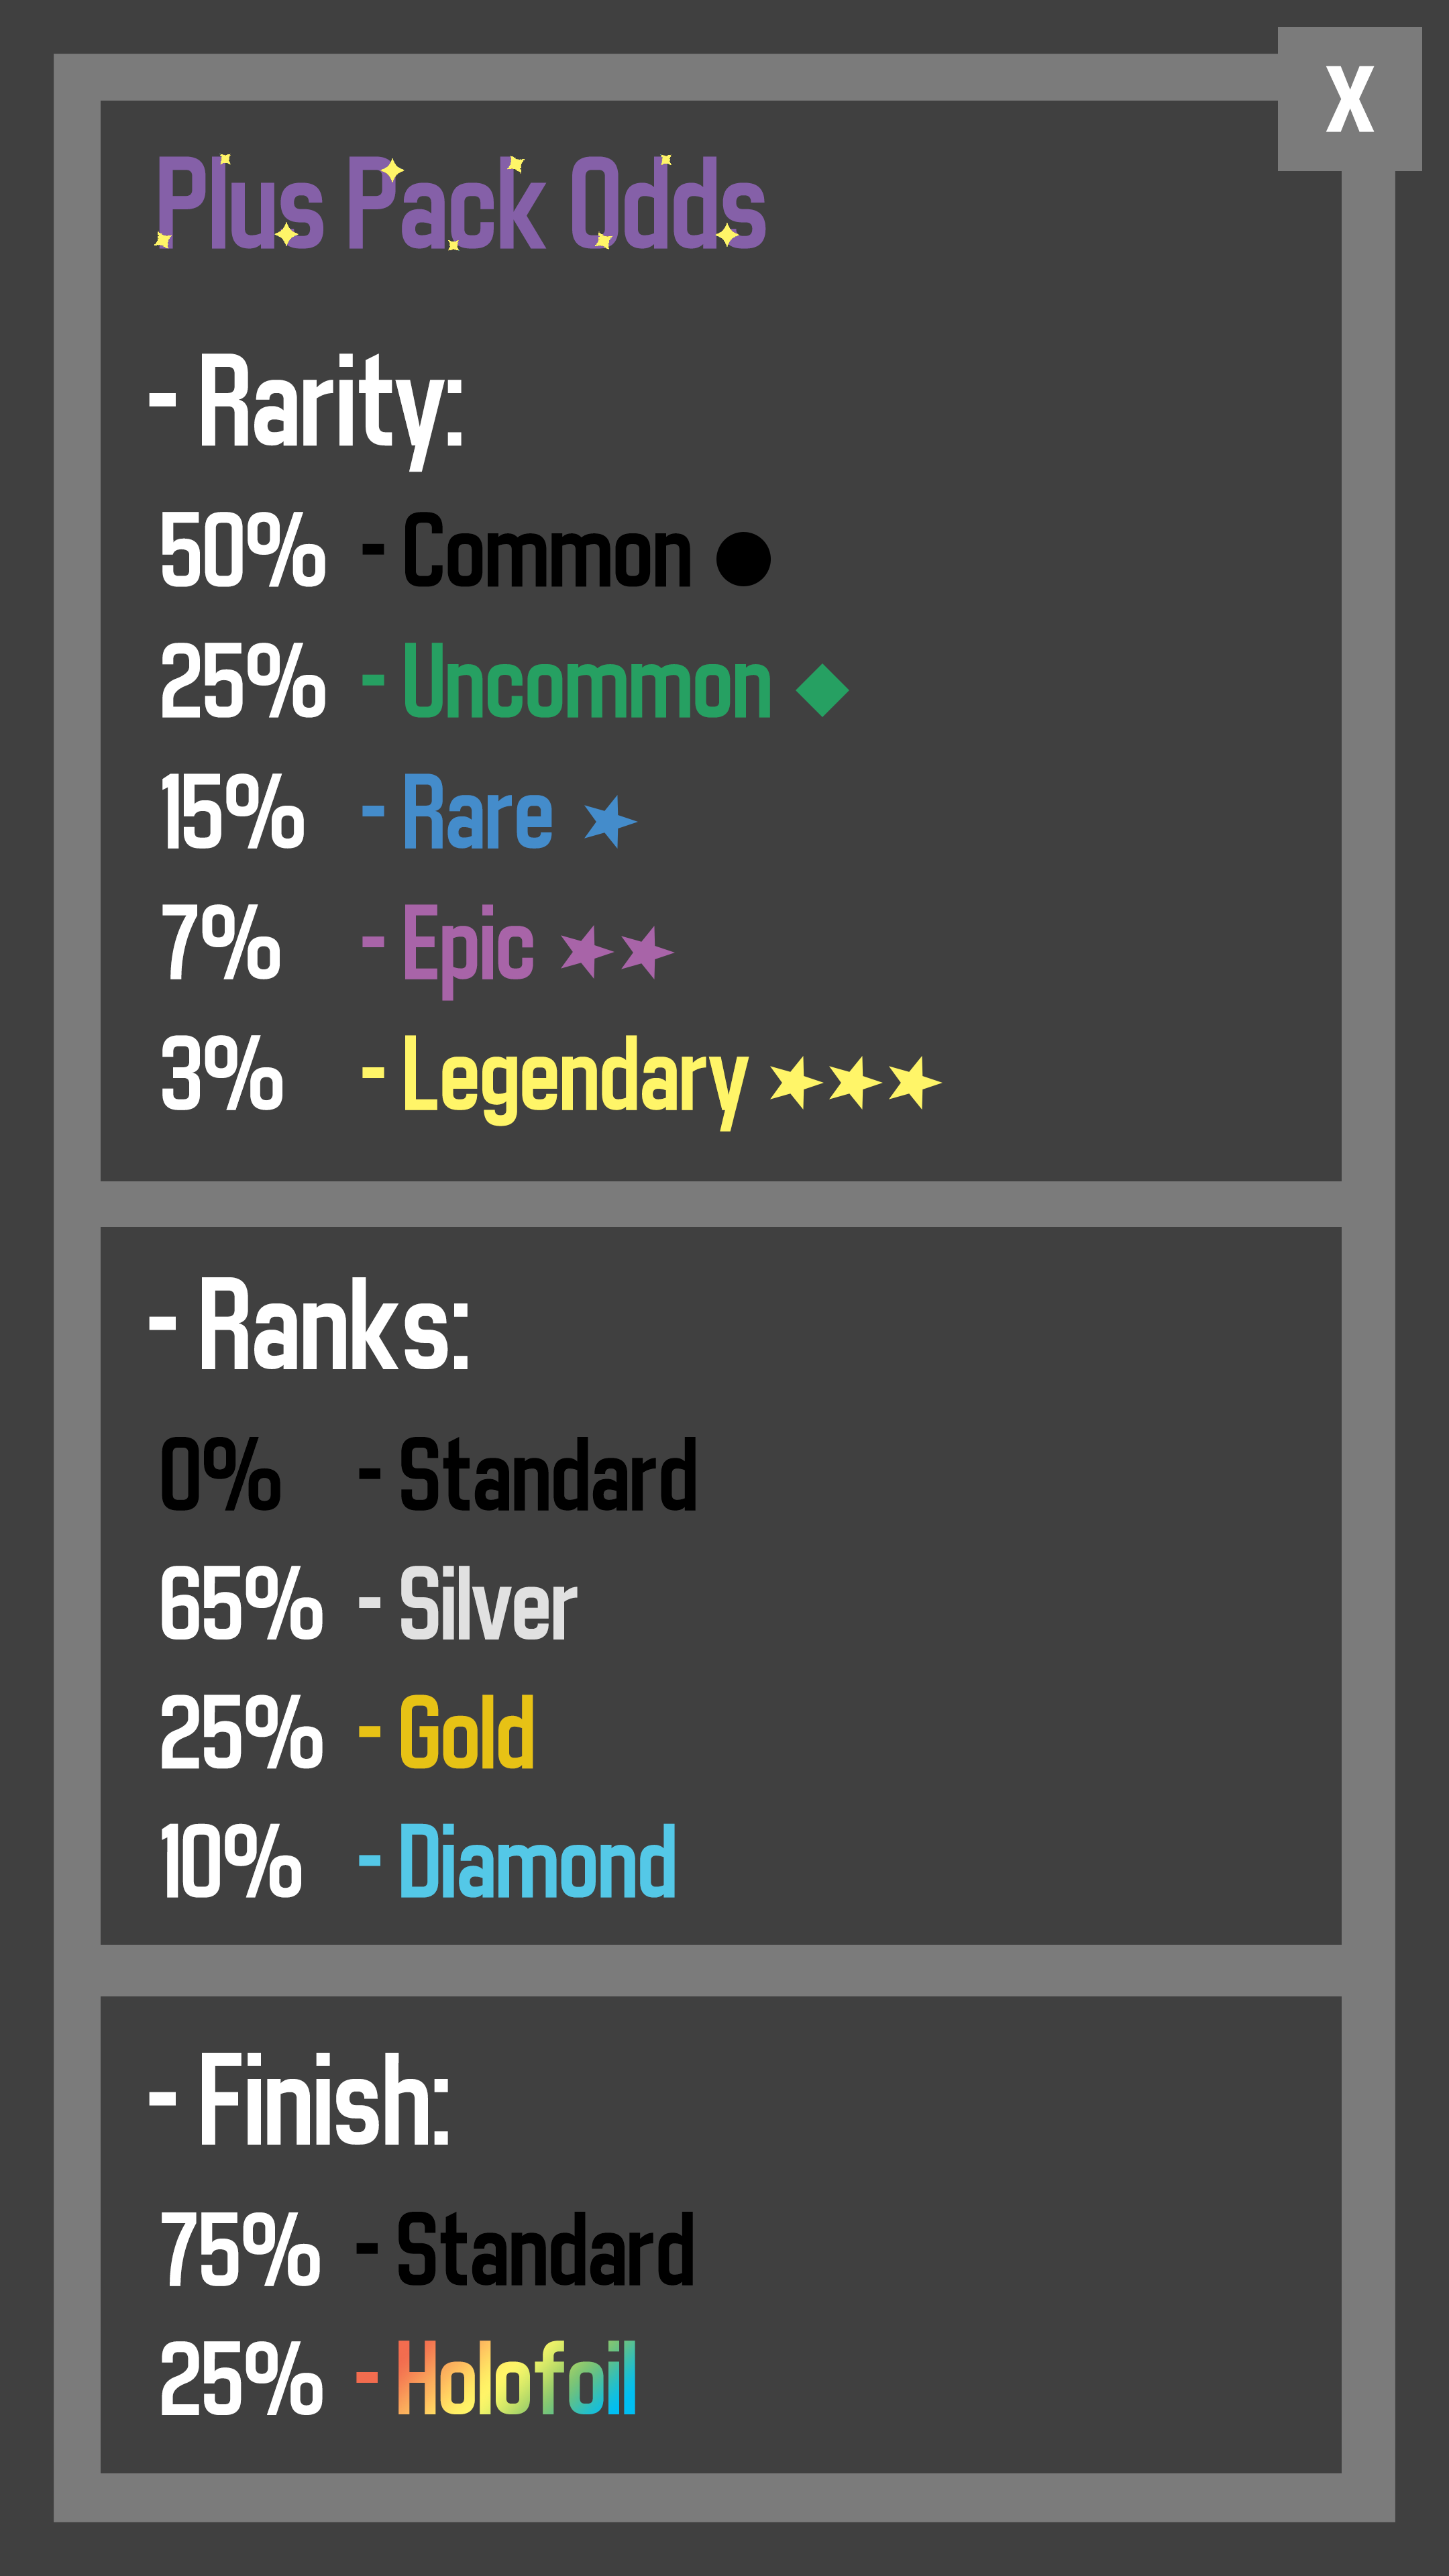 X
Plus Pack Odds
- Rarity:
50% - Common
25% - Uncommon
15% - Rare
7% - Epic
3% - Legendary
- Ranks:
0% - Standard
65% - Silver
25% - Gold
10% - Diamond
- Finish:
75% - Standard
25% - Holofoil